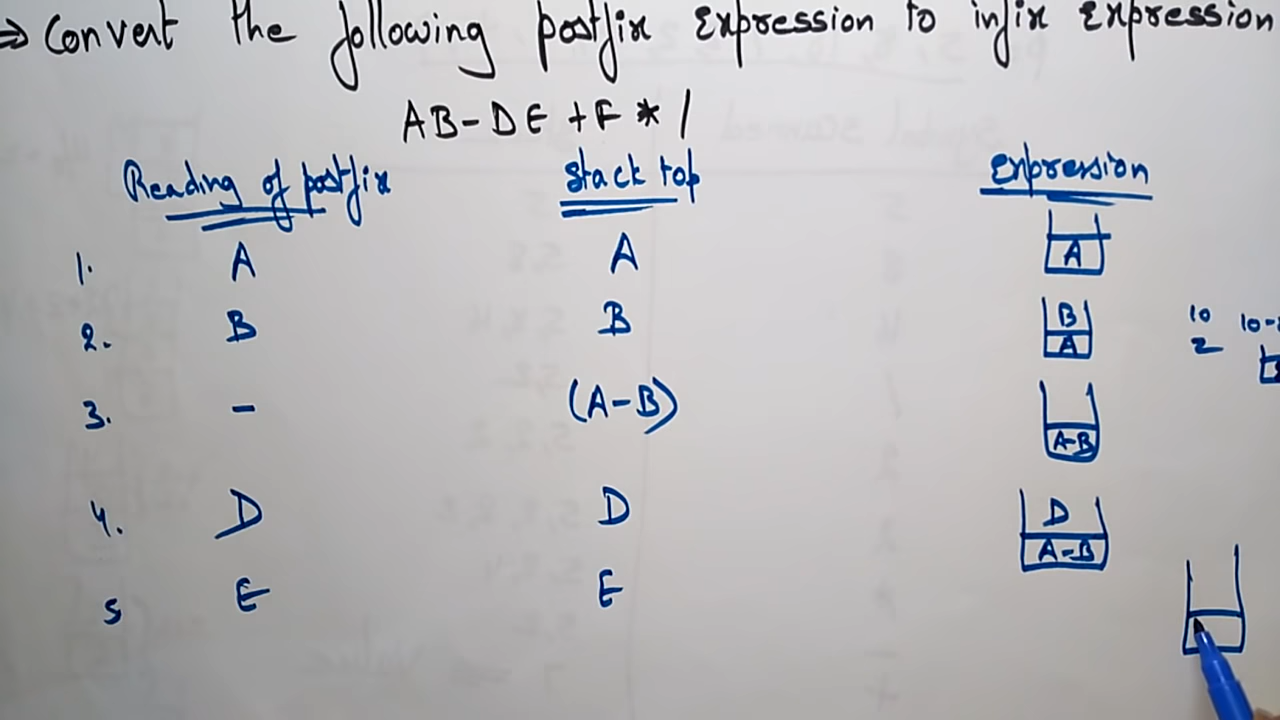 ⇒ Convert the following postfix expression to infix expression
AB-DE+F*/
Reading of postfix Stack top Expression
1. A A A
2. B B B A 10 2
3. - (A-B) A-B
4. D D D A-B
5 E E